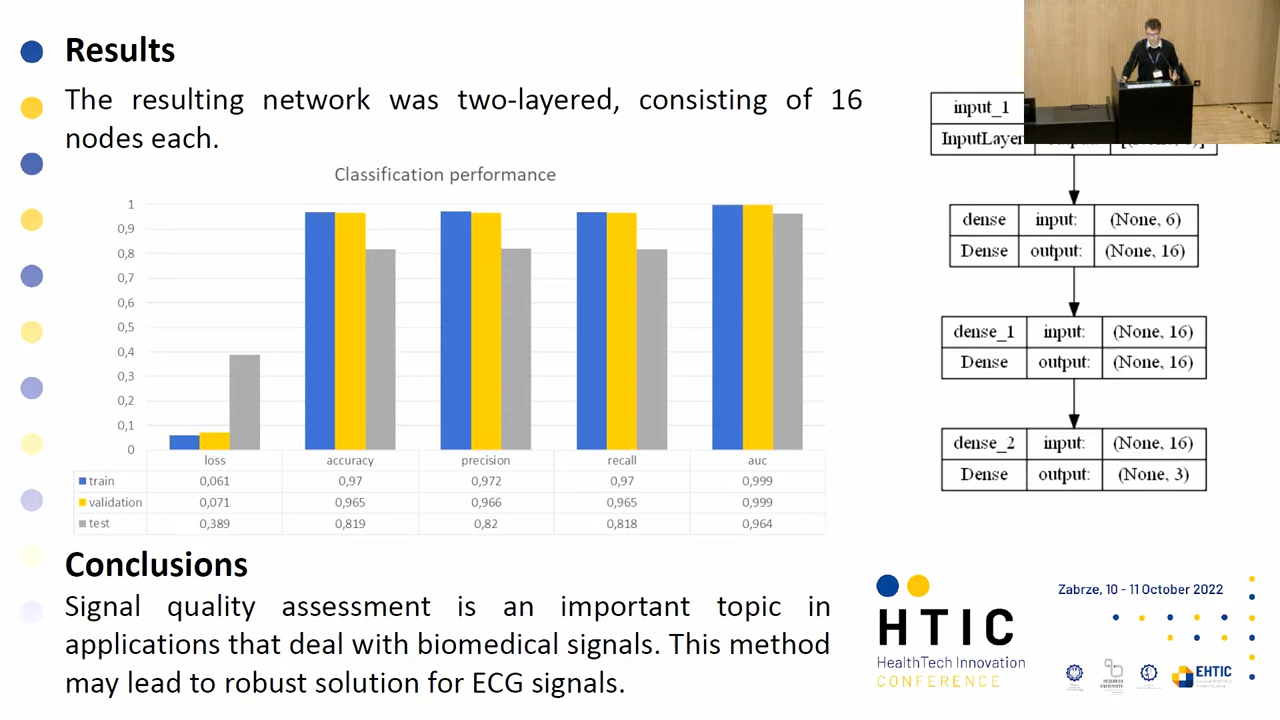 Results
The resulting network was two-layered, consisting of 16
nodes each.
Classification performance
1
0,9
0,8
0,7
0,6
0,5
0,4
0,3
0,2
0,1
0
loss accuracy precision recall auc
train 0,061 0,97 0,972 0,97 0,999
validation 0,071 0,965 0,966 0,965 0,999
test 0,389 0,819 0,82 0,818 0,964
Conclusions
Signal quality assessment is an important topic in
applications that deal with biomedical signals. This method
may lead to robust solution for ECG signals.
input_1
InputLayer
dense input: (None, 6)
Dense output: (None, 16)
dense_1 input: (None, 16)
Dense output: (None, 16)
dense_2 input: (None, 16)
Dense output: (None, 3)
Zabrze, 10 - 11 October 2022
HTIC
HealthTech Innovation
CONFERENCE
EHTIC